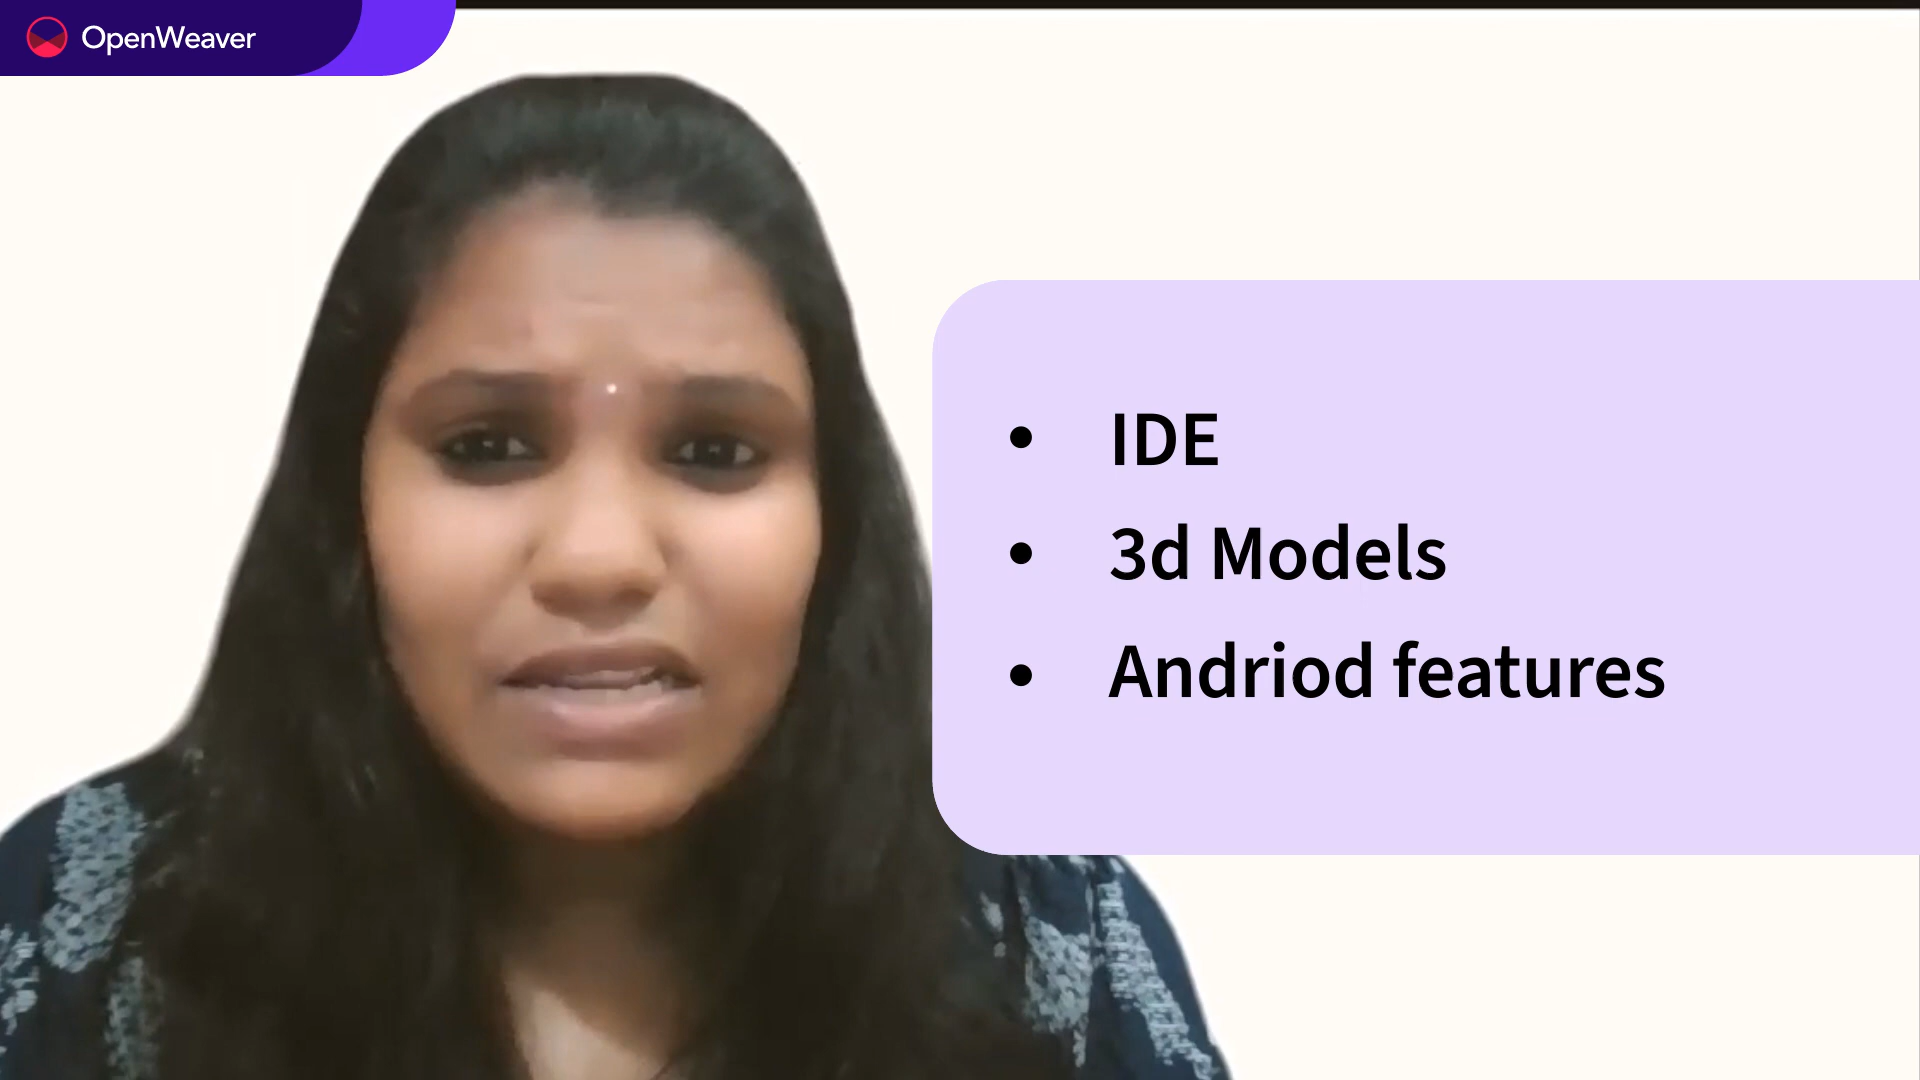 OpenWeaver
• IDE
• 3d Models
• Andriod features